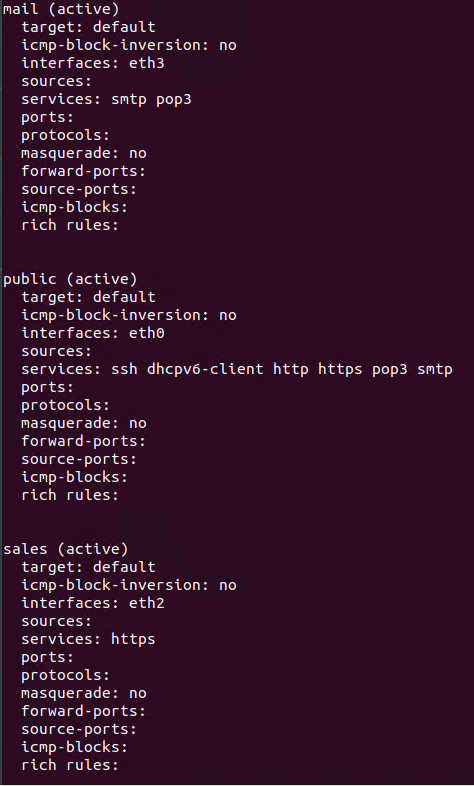 mail (active)
  target: default
  icmp-block-inversion: no
  interfaces: eth3
  sources:
  services: smtp pop3
  ports:
  protocols:
  masquerade: no
  forward-ports:
  source-ports:
  icmp-blocks:
  rich rules:
public (active)
  target: default
  icmp-block-inversion: no
  interfaces: eth0
  sources:
  services: ssh dhcpv6-client http https pop3 smtp
  ports:
  protocols:
  masquerade: no
  forward-ports:
  source-ports:
  icmp-blocks:
  rich rules:
sales (active)
  target: default
  icmp-block-inversion: no
  interfaces: eth2
  sources:
  services: https
  ports:
  protocols:
  masquerade: no
  forward-ports:
  source-ports:
  icmp-blocks:
  rich rules: